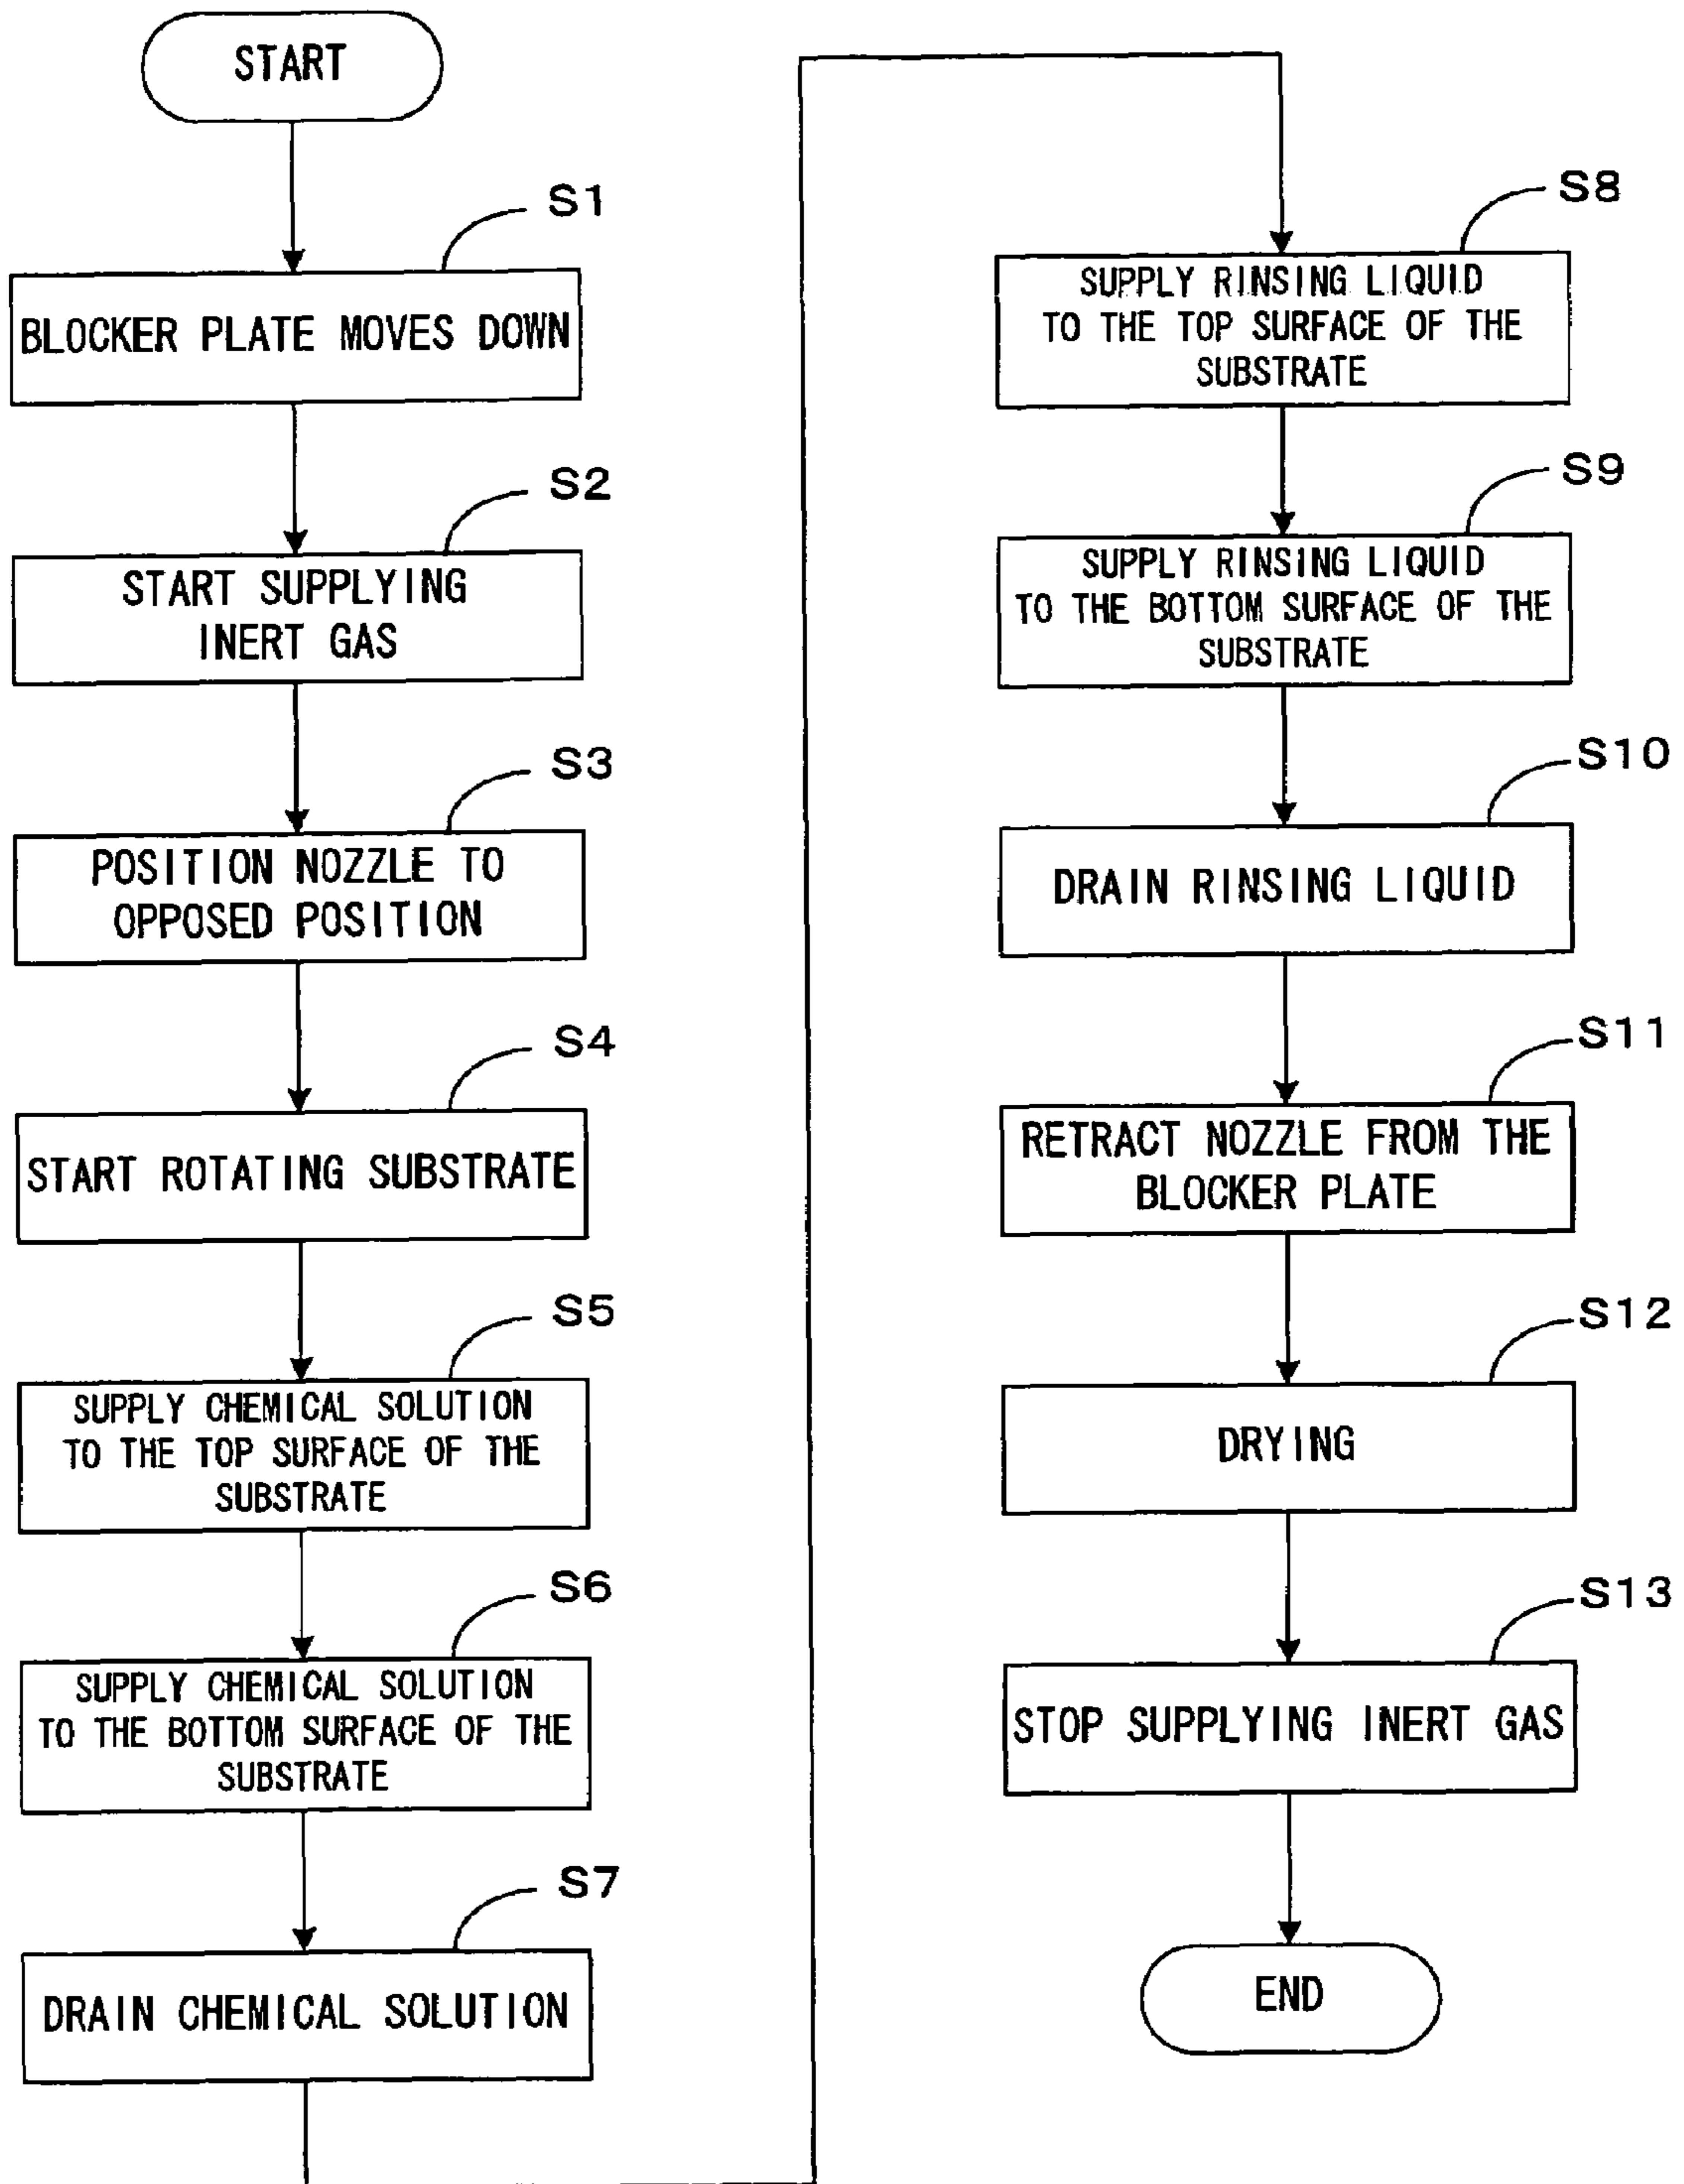 START
S1
BLOCKER PLATE MOVES DOWN
S2
START SUPPLYING
INERT GAS
S3
POSITION NOZZLE TO
OPPOSED POSITION
S4
START ROTATING SUBSTRATE
S5
SUPPLY CHEMICAL SOLUTION
TO THE TOP SURFACE OF THE
SUBSTRATE
S6
SUPPLY CHEMICAL SOLUTION
TO THE BOTTOM SURFACE OF THE
SUBSTRATE
S7
DRAIN CHEMICAL SOLUTION
S8
SUPPLY RINSING LIQUID
TO THE TOP SURFACE OF THE
SUBSTRATE
S9
SUPPLY RINSING LIQUID
TO THE BOTTOM SURFACE OF THE
SUBSTRATE
S10
DRAIN RINSING LIQUID
S11
RETRACT NOZZLE FROM THE
BLOCKER PLATE
S12
DRYING
S13
STOP SUPPLYING INERT GAS
END